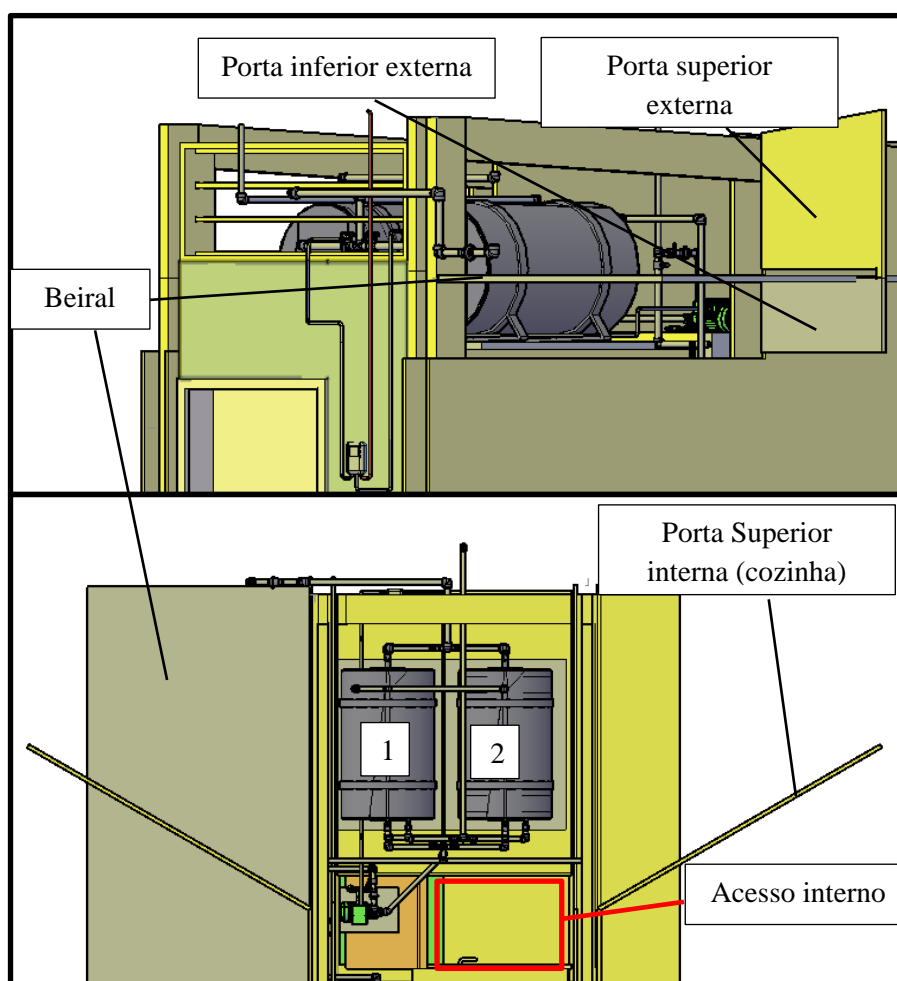 Porta inferior externa
Porta superior
externa
Beiral
Porta Superior
interna (cozinha)
1
2
Acesso interno